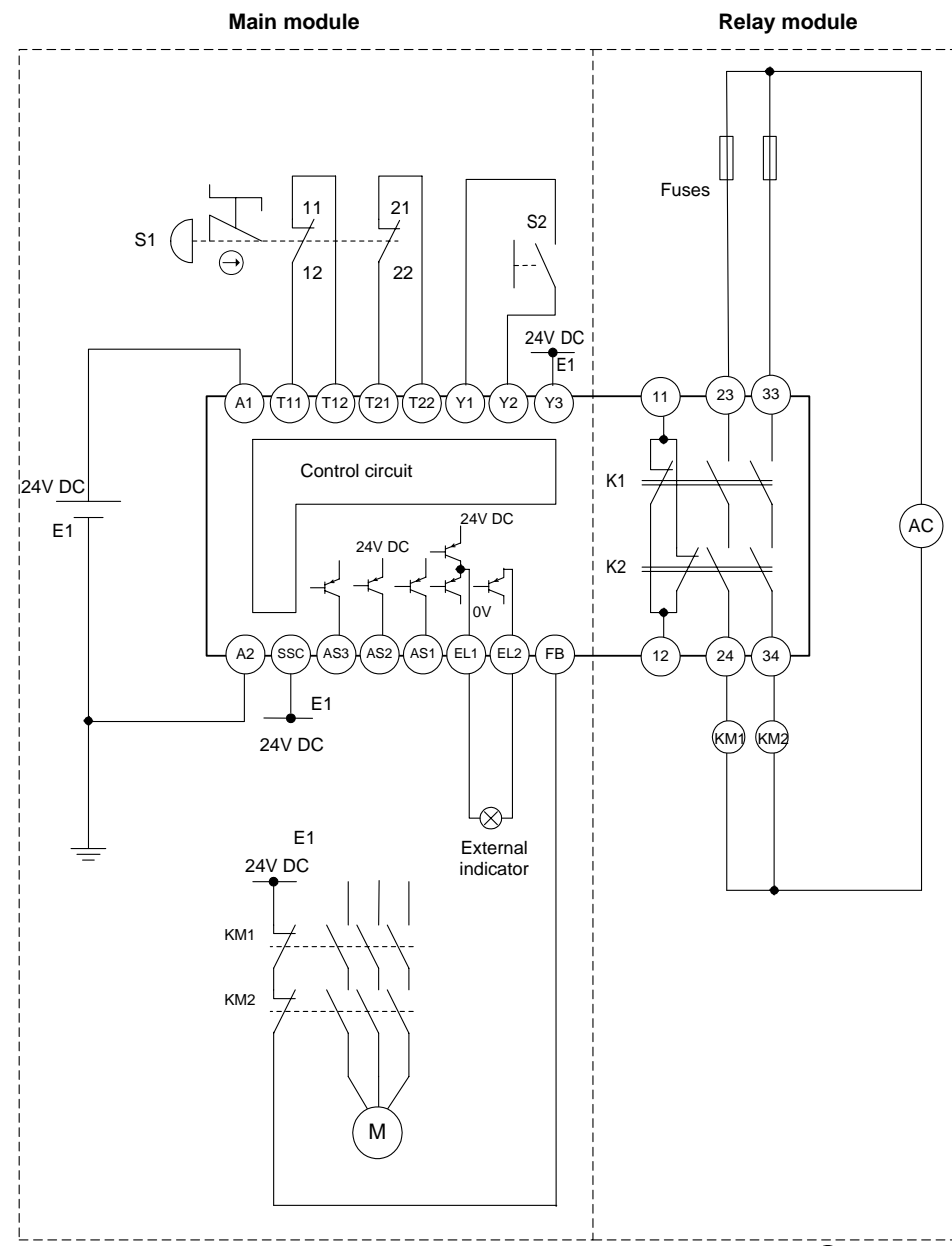 Main module
Relay module
Fuses
S1
11
12
21
22
S2
24V DC
E1
A1
T11
T12
T21
T22
Y1
Y2
Y3
11
23
33
Control circuit
24V DC
E1
K1
K2
AC
24V DC
24V DC
0V
A2
SSC
AS3
AS2
AS1
EL1
EL2
FB
12
24
34
E1
24V DC
KM1
KM2
External
indicator
E1
24V DC
KM1
KM2
M